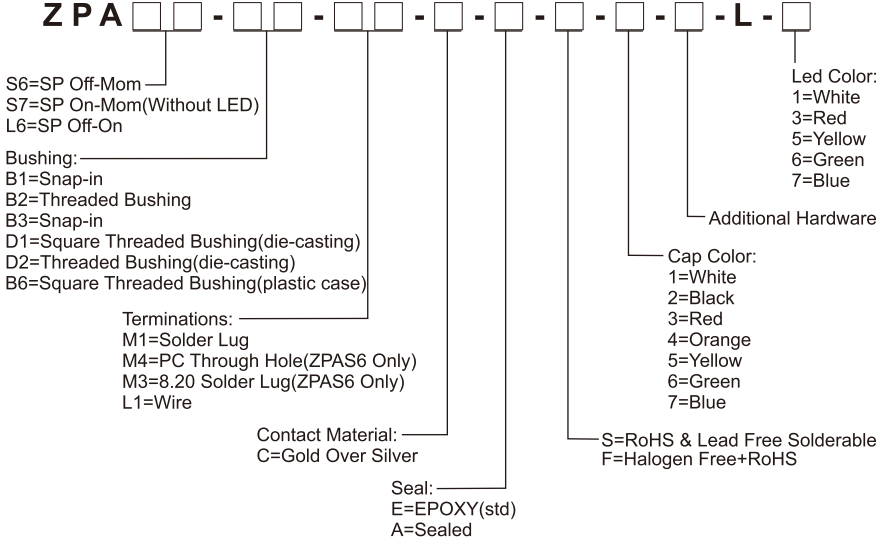 ZPA□□-□□-□□-□-□-□-□-□-L-□
S6=SP Off-Mom
S7=SP On-Mom(Without LED)
L6=SP Off-On
Bushing:
B1=Snap-in
B2=Threaded Bushing
B3=Snap-in
D1=Square Threaded Bushing(die-casting)
D2=Threaded Bushing(die-casting)
B6=Square Threaded Bushing(plastic case)
Terminations:
M1=Solder Lug
M4=PC Through Hole(ZPAS6 Only)
M3=8.20 Solder Lug(ZPAS6 Only)
L1=Wire
Contact Material:
C=Gold Over Silver
Seal:
E=EPOXY(std)
A=Sealed
S=RoHS & Lead Free Solderable
F=Halogen Free+RoHS
Cap Color:
1=White
2=Black
3=Red
4=Orange
5=Yellow
6=Green
7=Blue
Additional Hardware
Led Color:
1=White
3=Red
5=Yellow
6=Green
7=Blue